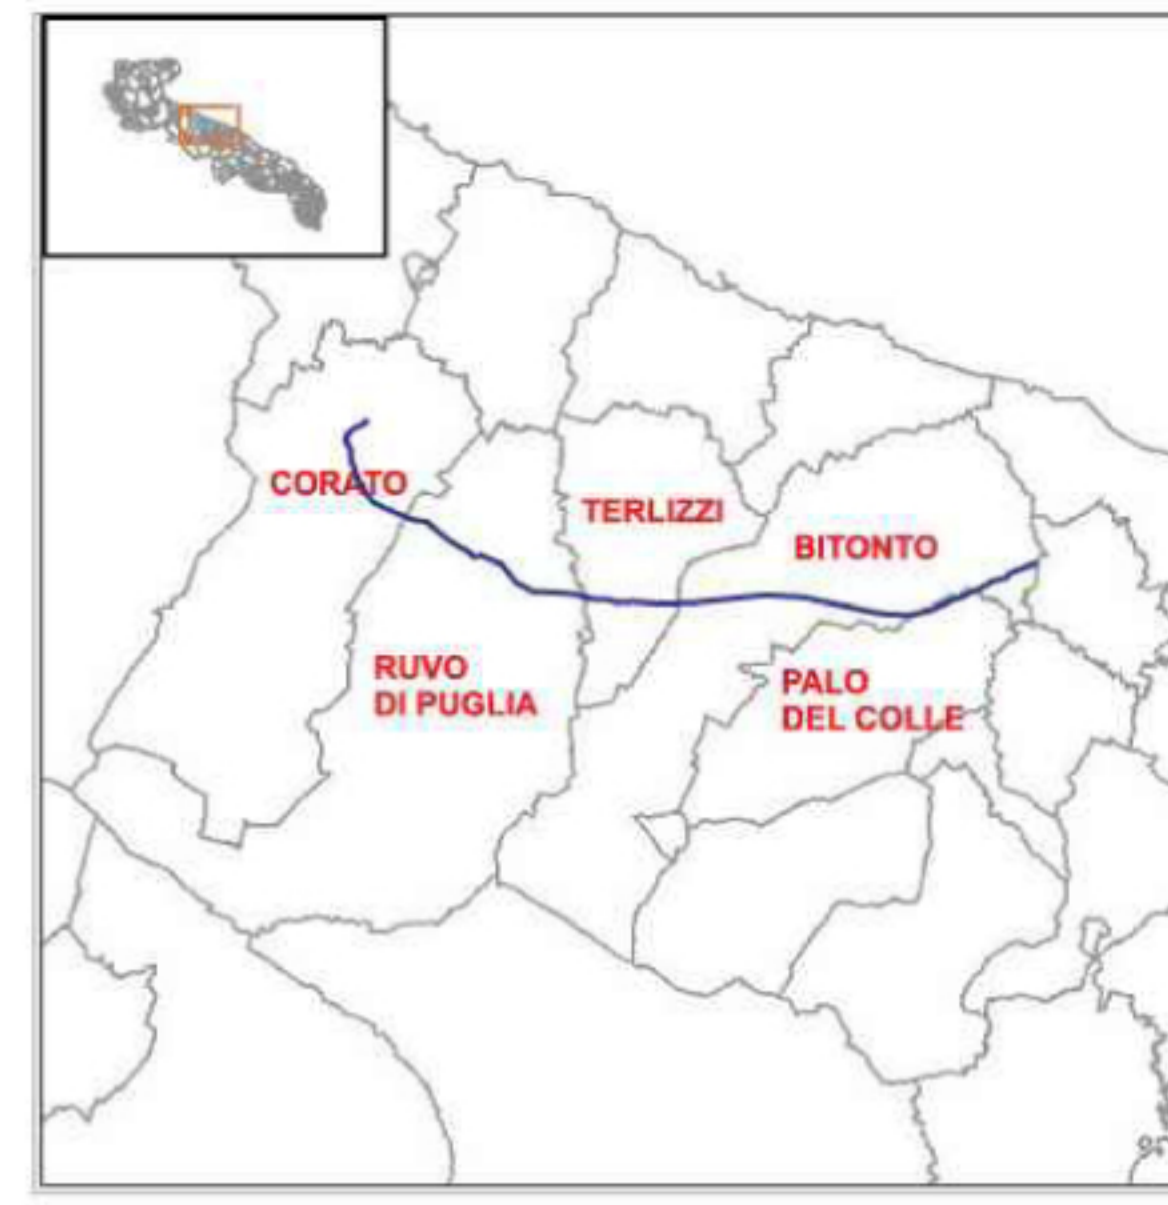 CORATO
TERLIZZI
BITONTO
RUVO
DI PUGLIA
PALO
DEL COLLE